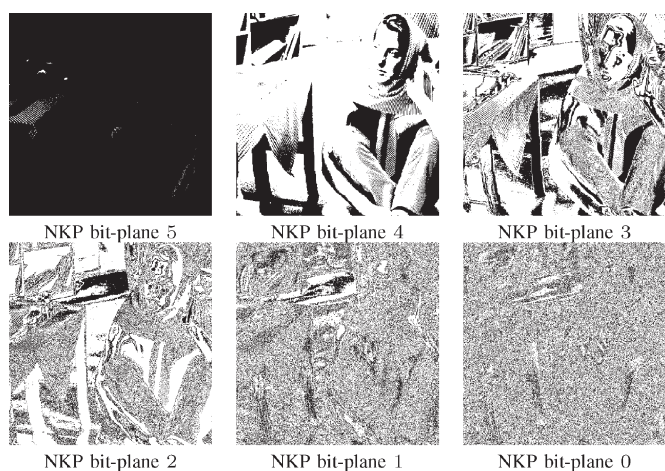 NKP bit-plane 5
NKP bit-plane 4
NKP bit-plane 3
NKP bit-plane 2
NKP bit-plane 1
NKP bit-plane 0